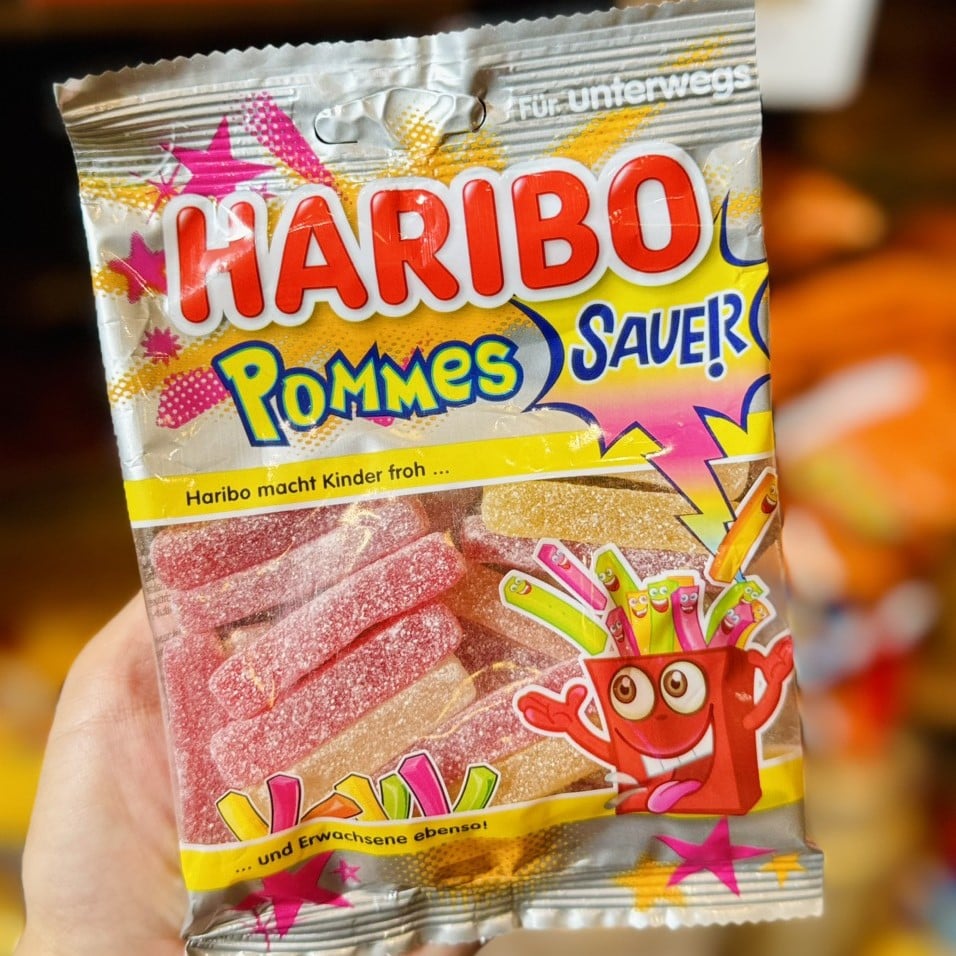 Für unterwegs
HARIBO
POMMES
SAUER
Haribo macht Kinder froh ...
... und Erwachsene ebenso!